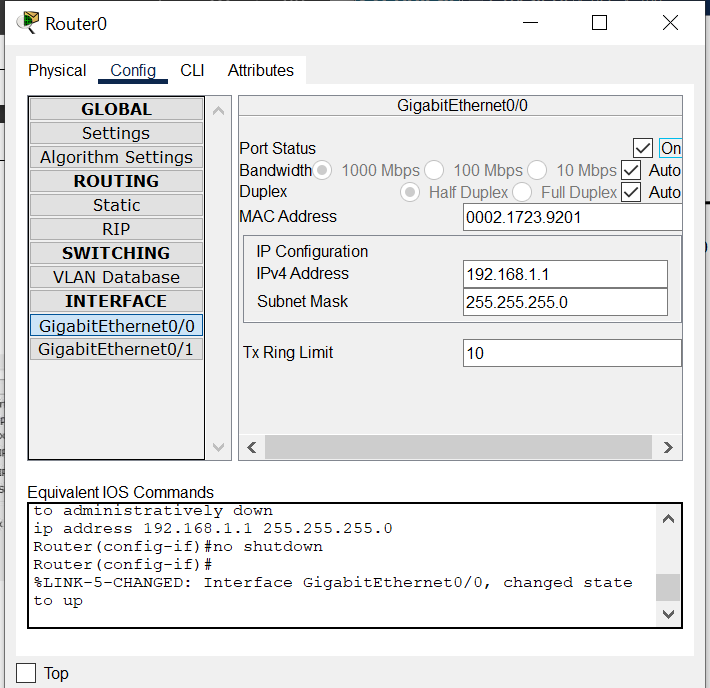 Router0
Physical Config CLI Attributes
GLOBAL
Settings
Algorithm Settings
ROUTING
Static
RIP
SWITCHING
VLAN Database
INTERFACE
GigabitEthernet0/0
GigabitEthernet0/1
GigabitEthernet0/0
Port Status On
Bandwidth 1000 Mbps 100 Mbps 10 Mbps Auto
Duplex Half Duplex Full Duplex Auto
MAC Address 0002.1723.9201
IP Configuration
IPv4 Address 192.168.1.1
Subnet Mask 255.255.255.0
Tx Ring Limit 10
Equivalent IOS Commands
to administratively down
ip address 192.168.1.1 255.255.255.0
Router(config-if)#no shutdown
Router(config-if)#
%LINK-5-CHANGED: Interface GigabitEthernet0/0, changed state
to up
Top